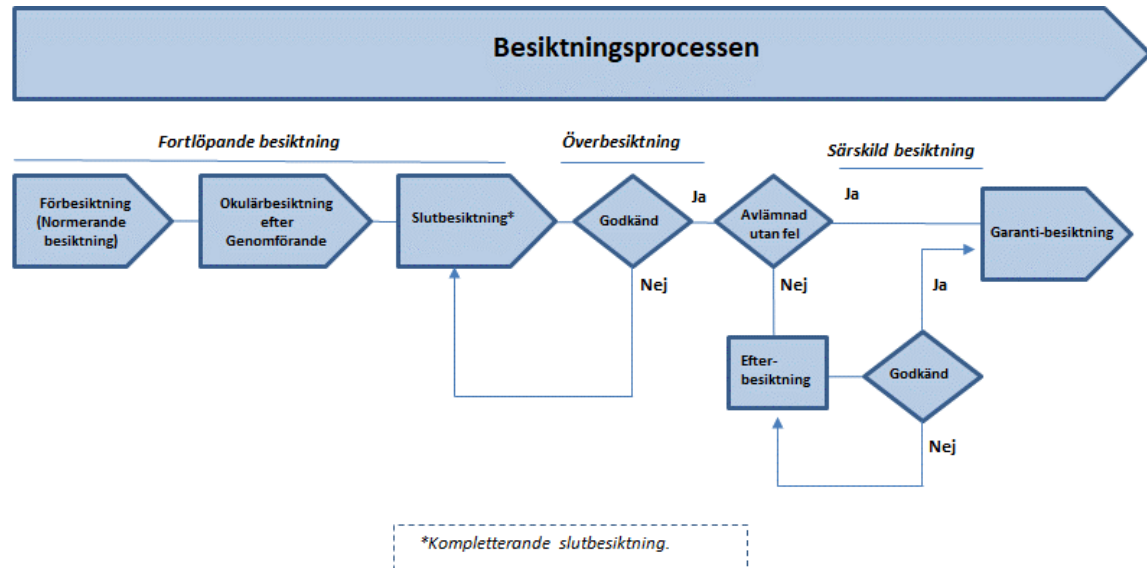 Besiktningsprocessen
Fortlöpande besiktning
Överbesiktning
Särskild besiktning
Förbesiktning
(Normerande
besiktning)
Okulärbesiktning
efter
Genomförande
Slutbesiktning*
Godkänd
Ja
Avlämnad
utan fel
Ja
Garanti-besiktning
Nej
Nej
Ja
Efter-
besiktning
Godkänd
Nej
*Kompletterande slutbesiktning.